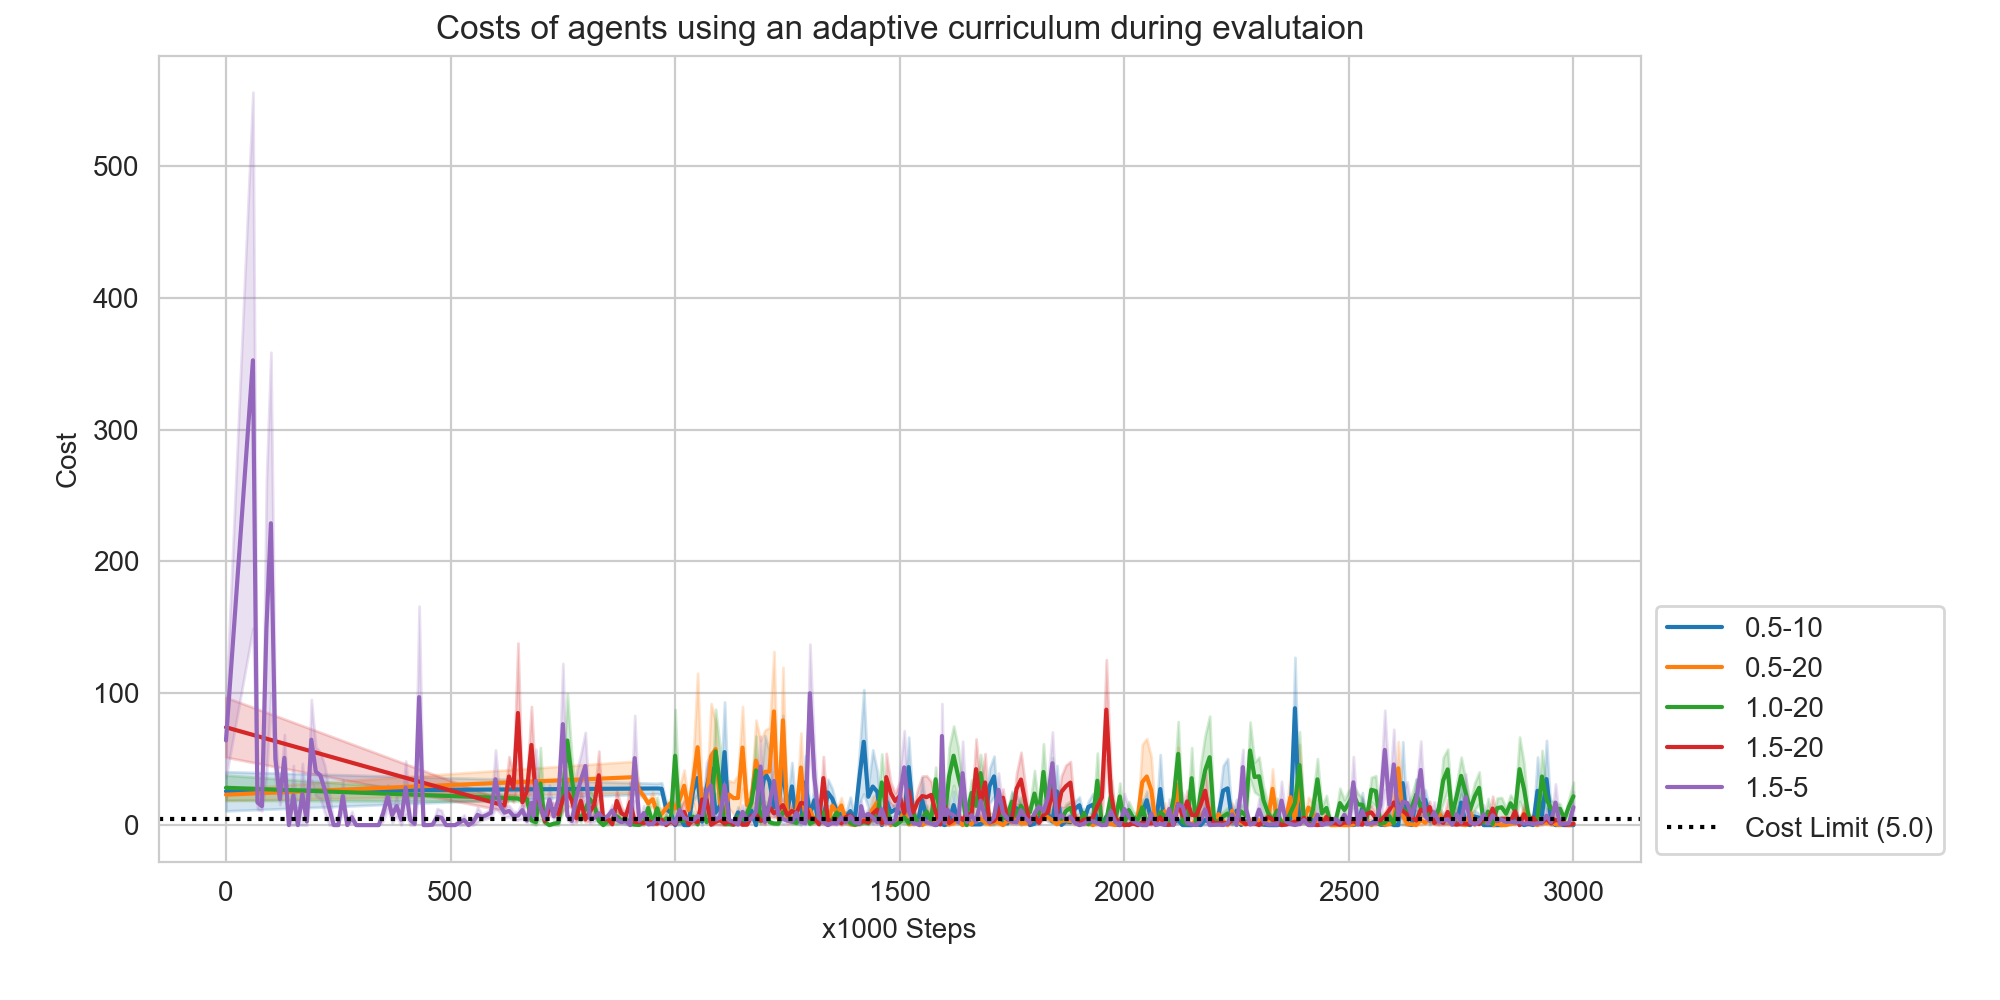 Costs of agents using an adaptive curriculum during evalutaion
500
400
300
200
100
0
Cost
0 500 1000 1500 2000 2500 3000
x1000 Steps
0.5-10
0.5-20
1.0-20
1.5-20
1.5-5
Cost Limit (5.0)